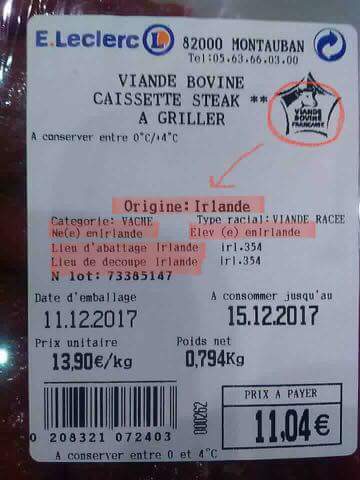 E.Leclerc L
82000 MONTAUBAN
Tel:05.63.66.03.00
VIANDE BOVINE
CAISSETTE STEAK **
A GRILLER
VIANDE
BOVINE
FRANCAISE
A conserver entre 0°C/+4°C
Origine: Irlande
Categorie: VACHE Type racial: VIANDE RACEE
Ne(e) enIrlande Elev (e) enIrlande
Lieu d'abattage Irlande irl.354
Lieu de decoupe Irlande irl.354
N lot: 73385147
Date d'emballage A consommer jusqu'au
11.12.2017 15.12.2017
Prix unitaire Poids net
13,90€/kg 0,794Kg
000262
PRIX A PAYER
11,04€
0 208321 072403
A conserver entre 0 et 4°C